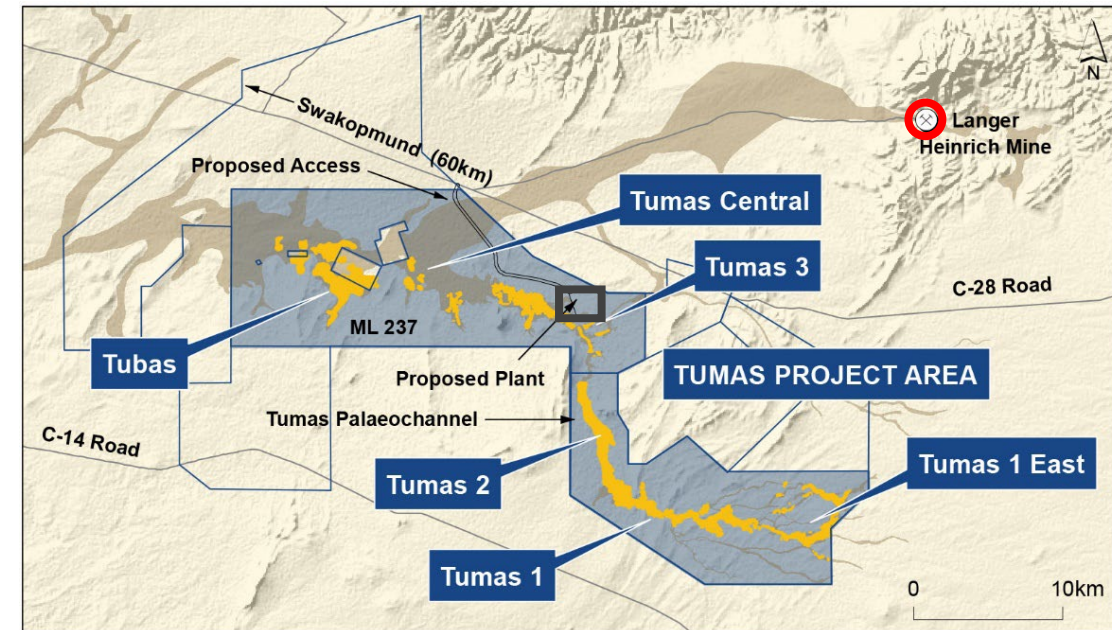 N
Langer
Heinrich Mine
Swakopmund (60km)
Proposed Access
Tumas Central
Tumas 3
C-28 Road
ML 237
Tubas
Proposed Plant
TUMAS PROJECT AREA
Tumas Palaeochannel
C-14 Road
Tumas 1 East
Tumas 2
Tumas 1
0 10km